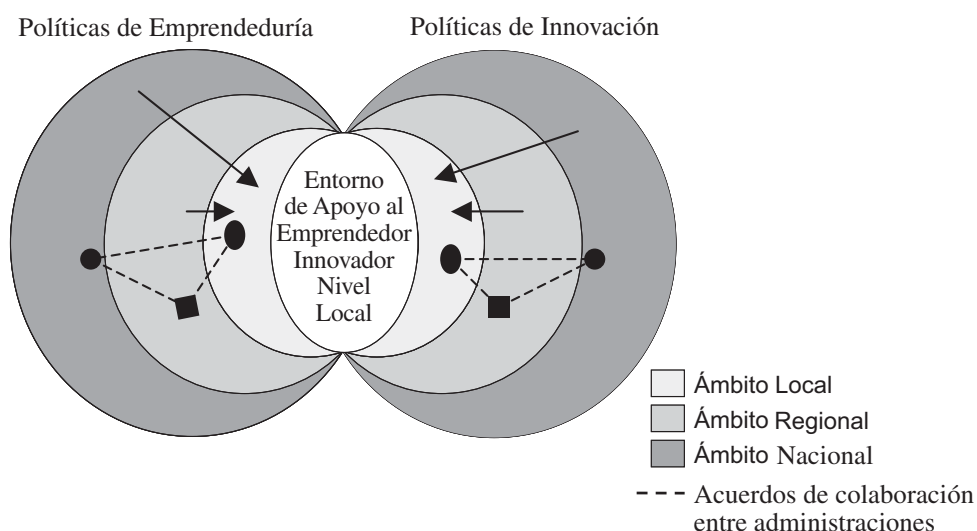 Políticas de Emprendeduría
Políticas de Innovación
Entorno
de Apoyo al
Emprendedor
Innovador
Nivel
Local
Ámbito Local
Ámbito Regional
Ámbito Nacional
Acuerdos de colaboración
entre administraciones